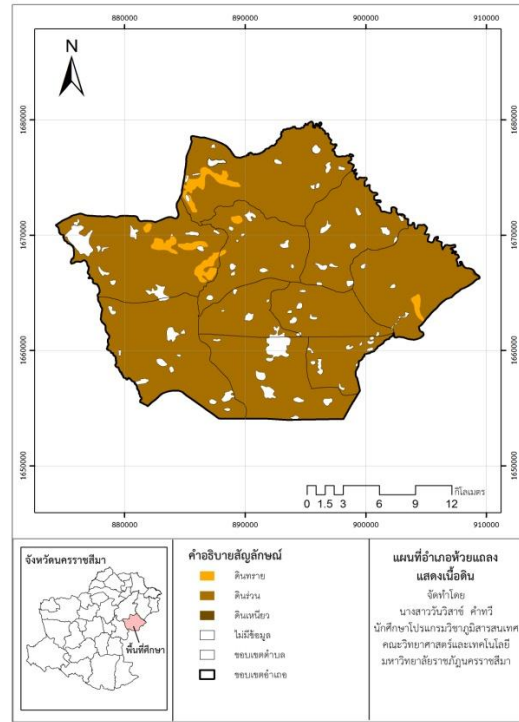 880000 890000 900000 910000
N
1680000 1680000
1670000 1670000
1660000 1660000
1650000 1650000
กิโลเมตร
0 1.5 3 6 9 12
880000 890000 900000 910000
จังหวัดนครราชสีมา
พื้นที่ศึกษา
คำอธิบายสัญลักษณ์
ดินทราย
ดินร่วน
ดินเหนียว
ไม่มีข้อมูล
ขอบเขตตำบล
ขอบเขตอำเภอ
แผนที่อำเภอห้วยแถลง
แสดงเนื้อดิน
จัดทำโดย
นางสาววันวิสาข์ คำทวี
นักศึกษาโปรแกรมวิชาภูมิสารสนเทศ
คณะวิทยาศาสตร์และเทคโนโลยี
มหาวิทยาลัยราชภัฏนครราชสีมา